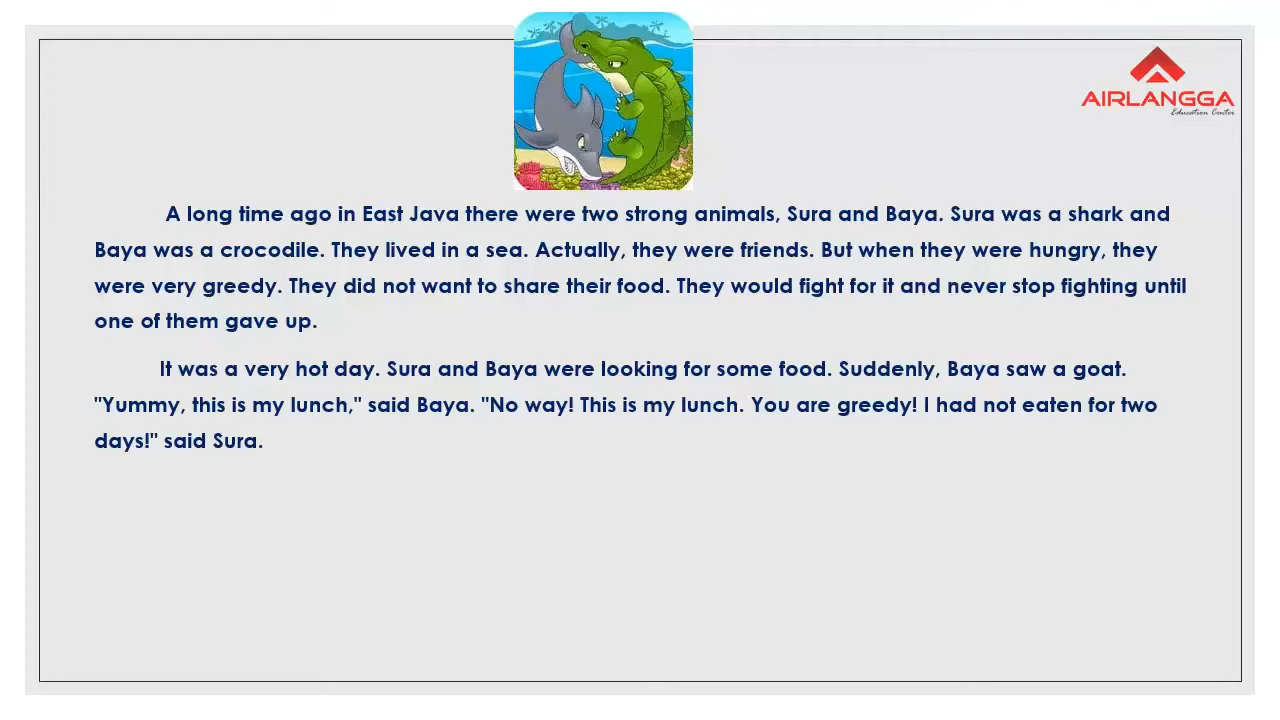 AIRLANGGA
Education Center
A long time ago in East Java there were two strong animals, Sura and Baya. Sura was a shark and
Baya was a crocodile. They lived in a sea. Actually, they were friends. But when they were hungry, they
were very greedy. They did not want to share their food. They would fight for it and never stop fighting until
one of them gave up.
It was a very hot day. Sura and Baya were looking for some food. Suddenly, Baya saw a goat.
"Yummy, this is my lunch," said Baya. "No way! This is my lunch. You are greedy! I had not eaten for two
days!" said Sura.